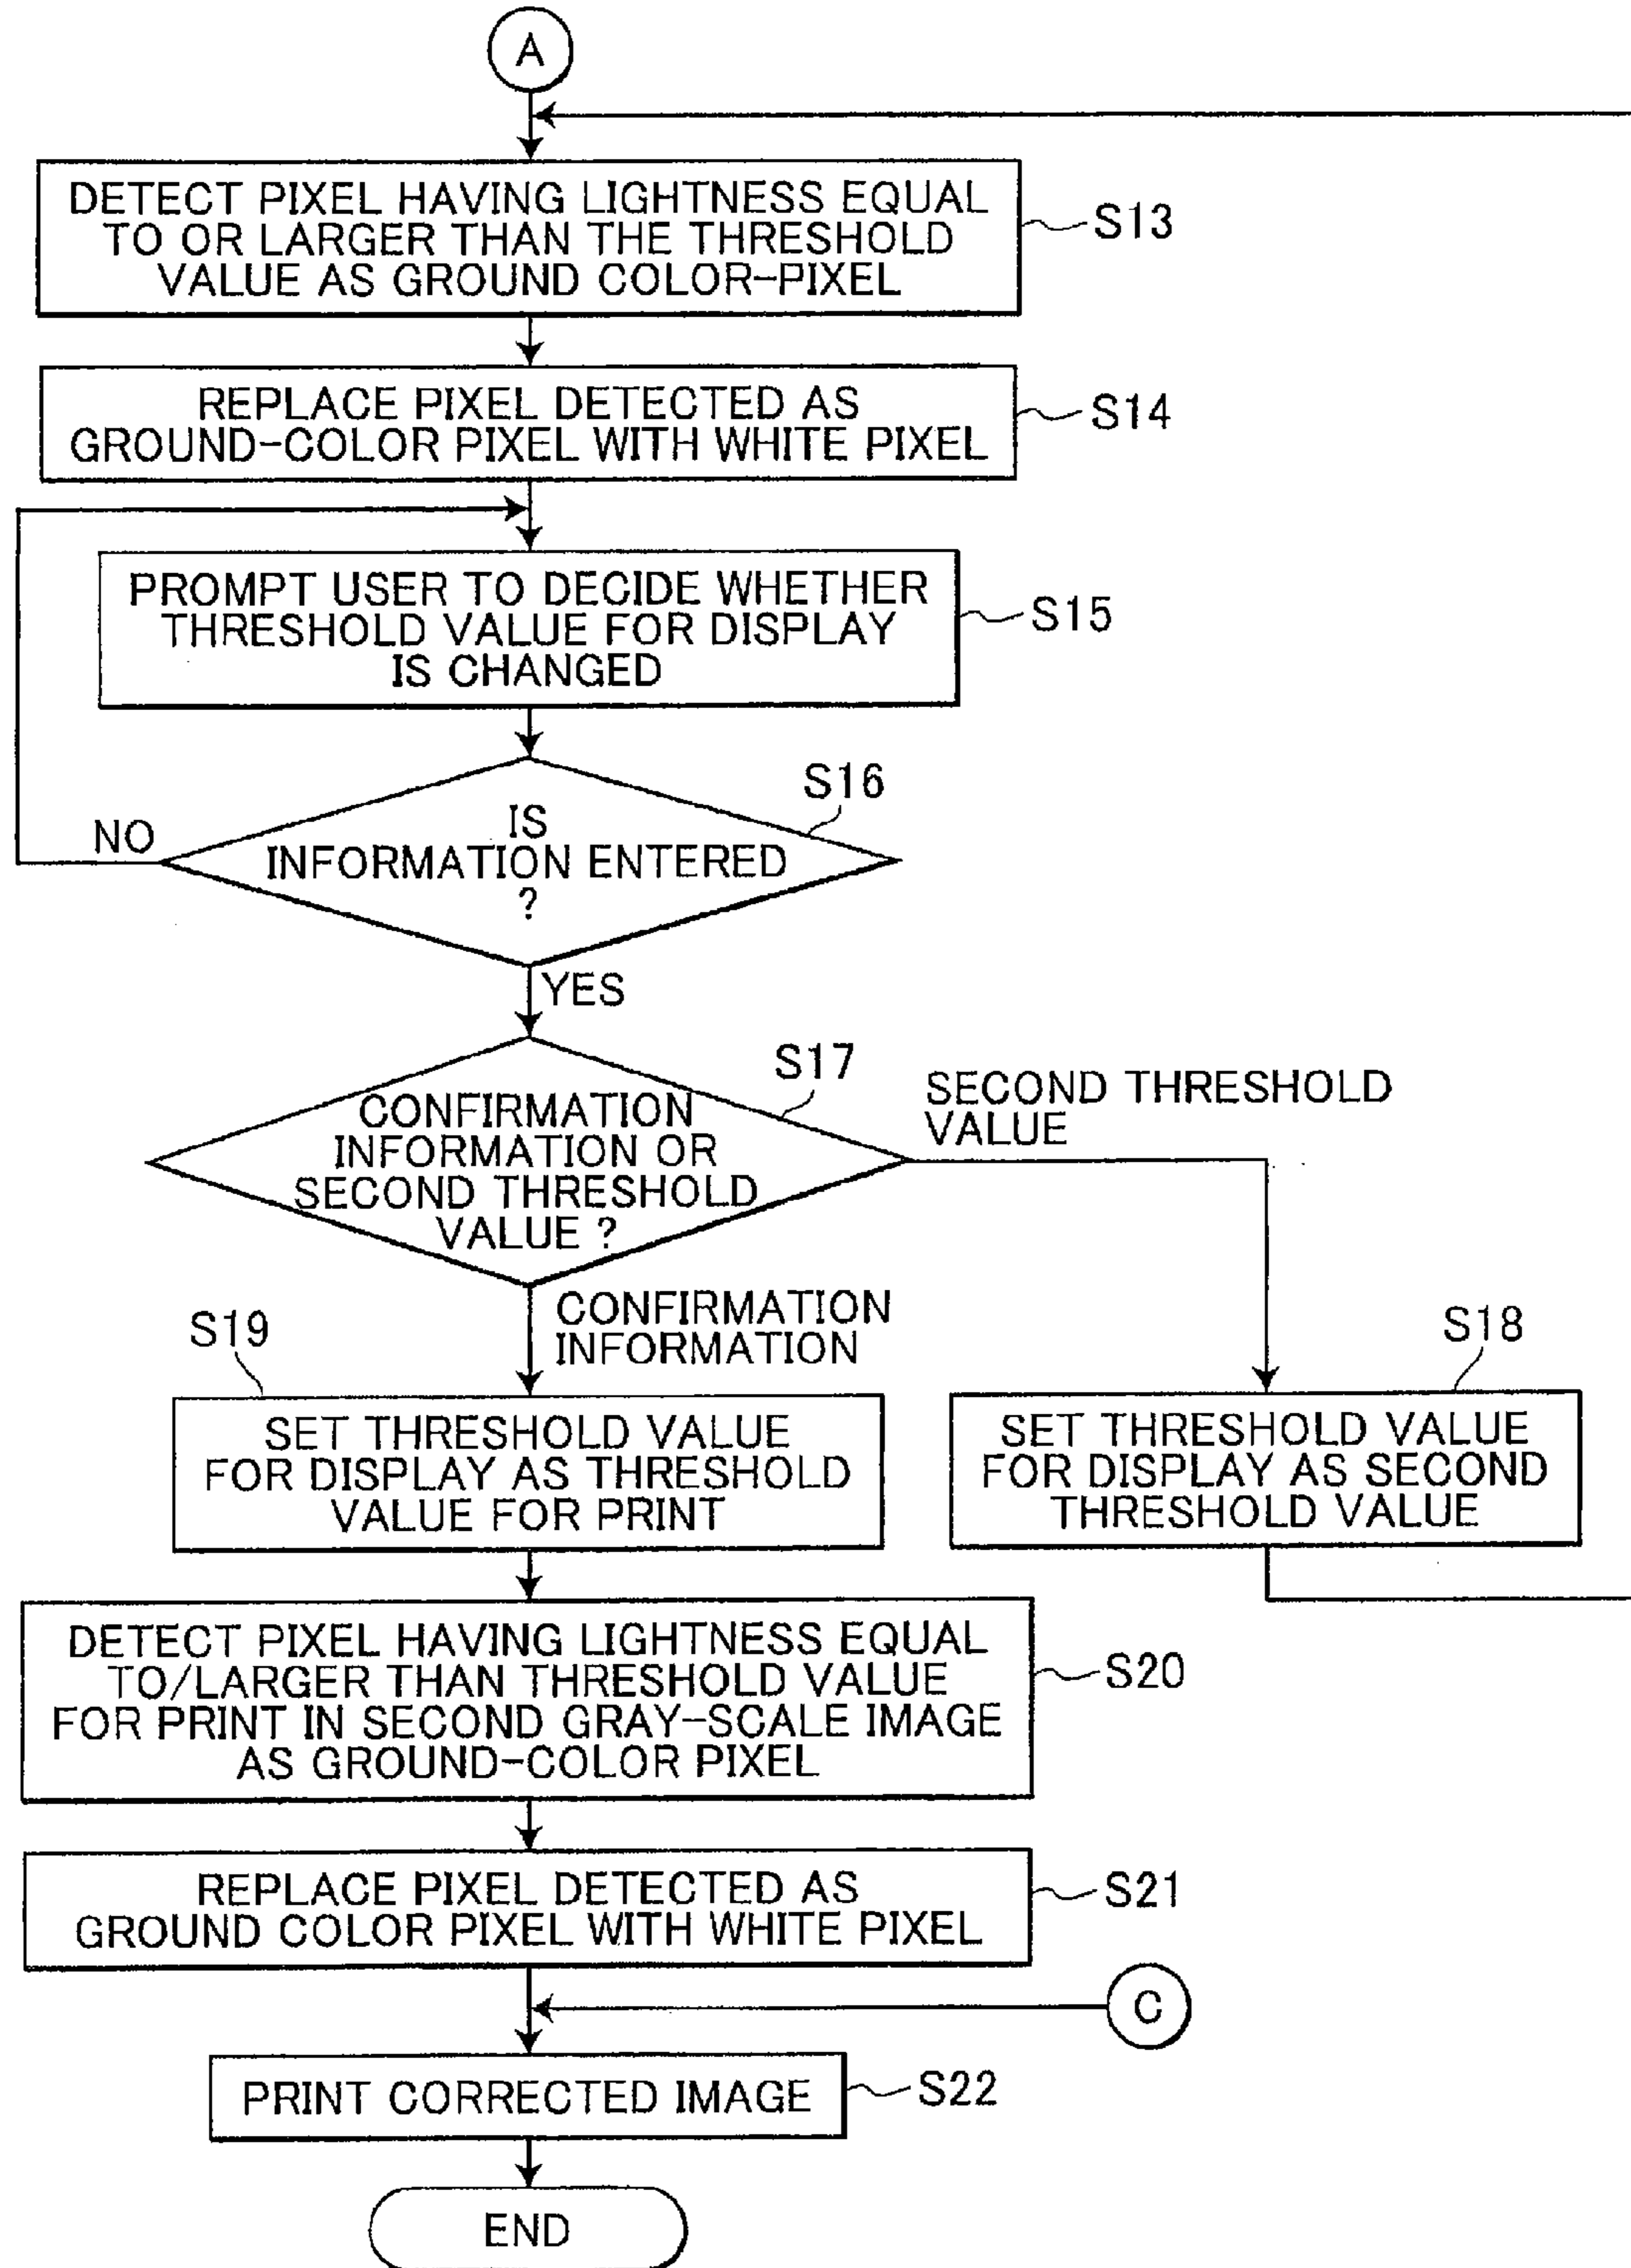 A
DETECT PIXEL HAVING LIGHTNESS EQUAL
TO OR LARGER THAN THE THRESHOLD
VALUE AS GROUND COLOR-PIXEL
S13
REPLACE PIXEL DETECTED AS
GROUND-COLOR PIXEL WITH WHITE PIXEL
S14
PROMPT USER TO DECIDE WHETHER
THRESHOLD VALUE FOR DISPLAY
IS CHANGED
S15
S16
IS
INFORMATION ENTERED
?
NO
YES
S17
CONFIRMATION
INFORMATION OR
SECOND THRESHOLD
VALUE ?
SECOND THRESHOLD
VALUE
CONFIRMATION
INFORMATION
S19
SET THRESHOLD VALUE
FOR DISPLAY AS THRESHOLD
VALUE FOR PRINT
S18
SET THRESHOLD VALUE
FOR DISPLAY AS SECOND
THRESHOLD VALUE
DETECT PIXEL HAVING LIGHTNESS EQUAL
TO/LARGER THAN THRESHOLD VALUE
FOR PRINT IN SECOND GRAY-SCALE IMAGE
AS GROUND-COLOR PIXEL
S20
REPLACE PIXEL DETECTED AS
GROUND COLOR PIXEL WITH WHITE PIXEL
S21
C
PRINT CORRECTED IMAGE
S22
END